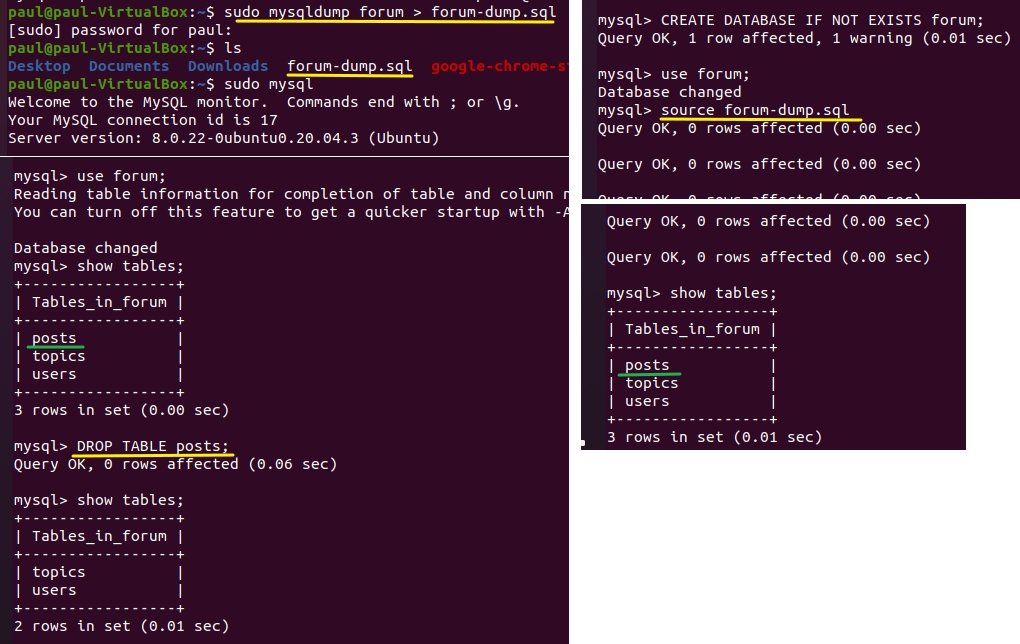 paul@paul-VirtualBox:~$ sudo mysqldump forum > forum-dump.sql
[sudo] password for paul:
paul@paul-VirtualBox:~$ ls
Desktop  Documents  Downloads  forum-dump.sql  google-chrome-s
paul@paul-VirtualBox:~$ sudo mysql
Welcome to the MySQL monitor.  Commands end with ; or \g.
Your MySQL connection id is 17
Server version: 8.0.22-0ubuntu0.20.04.3 (Ubuntu)
mysql> use forum;
Reading table information for completion of table and column n
You can turn off this feature to get a quicker startup with -A
Database changed
mysql> show tables;
+-----------------+
| Tables_in_forum |
+-----------------+
| posts           |
| topics          |
| users           |
+-----------------+
3 rows in set (0.00 sec)
mysql> DROP TABLE posts;
Query OK, 0 rows affected (0.06 sec)
mysql> show tables;
+-----------------+
| Tables_in_forum |
+-----------------+
| topics          |
| users           |
+-----------------+
2 rows in set (0.01 sec)
mysql> CREATE DATABASE IF NOT EXISTS forum;
Query OK, 1 row affected, 1 warning (0.01 sec)
mysql> use forum;
Database changed
mysql> source forum-dump.sql
Query OK, 0 rows affected (0.00 sec)
Query OK, 0 rows affected (0.00 sec)
Query OK, 0 rows affected (0.00 sec)
Query OK, 0 rows affected (0.00 sec)
Query OK, 0 rows affected (0.00 sec)
mysql> show tables;
+-----------------+
| Tables_in_forum |
+-----------------+
| posts           |
| topics          |
| users           |
+-----------------+
3 rows in set (0.01 sec)